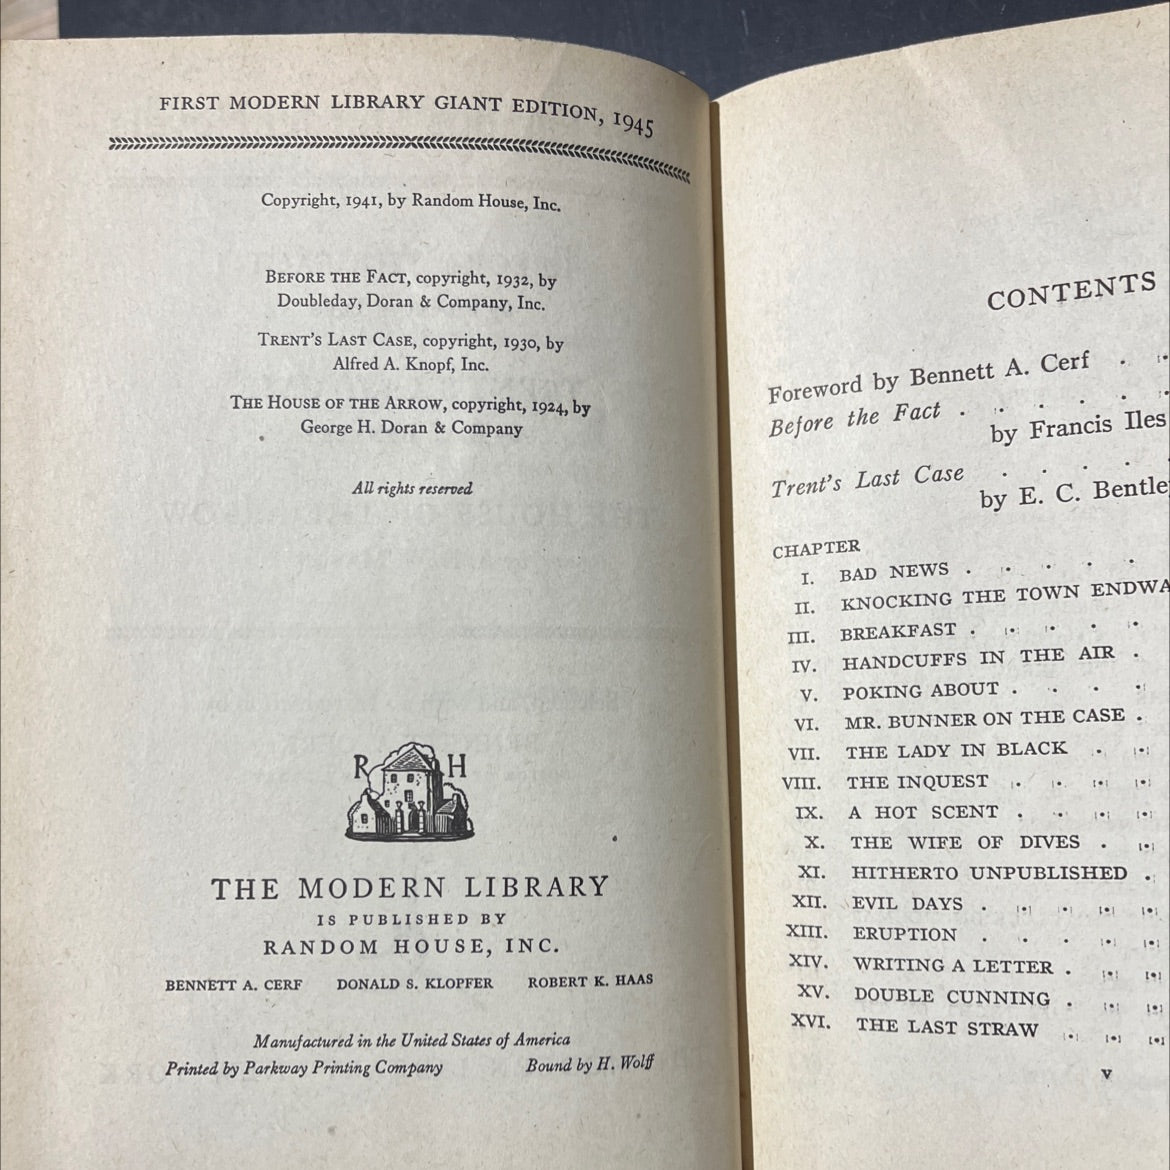 FIRST MODERN LIBRARY GIANT EDITION, 1945
Copyright, 1941, by Random House, Inc.
BEFORE THE FACT, copyright, 1932, by
Doubleday, Doran & Company, Inc.
TRENT'S LAST CASE, copyright, 1930, by
Alfred A. Knopf, Inc.
THE HOUSE OF THE ARROW, copyright, 1924, by
George H. Doran & Company
All rights reserved
R H
THE MODERN LIBRARY
IS PUBLISHED BY
RANDOM HOUSE, INC.
BENNETT A. CERF DONALD S. KLOPFER ROBERT K. HAAS
Manufactured in the United States of America
Printed by Parkway Printing Company Bound by H. Wolff
CONTENTS
Foreword by Bennett A. Cerf
Before the Fact
by Francis Iles
Trent's Last Case
by E. C. Bentle
CHAPTER
I. BAD NEWS
II. KNOCKING THE TOWN ENDWA
III. BREAKFAST
IV. HANDCUFFS IN THE AIR
V. POKING ABOUT
VI. MR. BUNNER ON THE CASE
VII. THE LADY IN BLACK
VIII. THE INQUEST
IX. A HOT SCENT
X. THE WIFE OF DIVES
XI. HITHERTO UNPUBLISHED
XII. EVIL DAYS
XIII. ERUPTION
XIV. WRITING A LETTER
XV. DOUBLE CUNNING
XVI. THE LAST STRAW
v